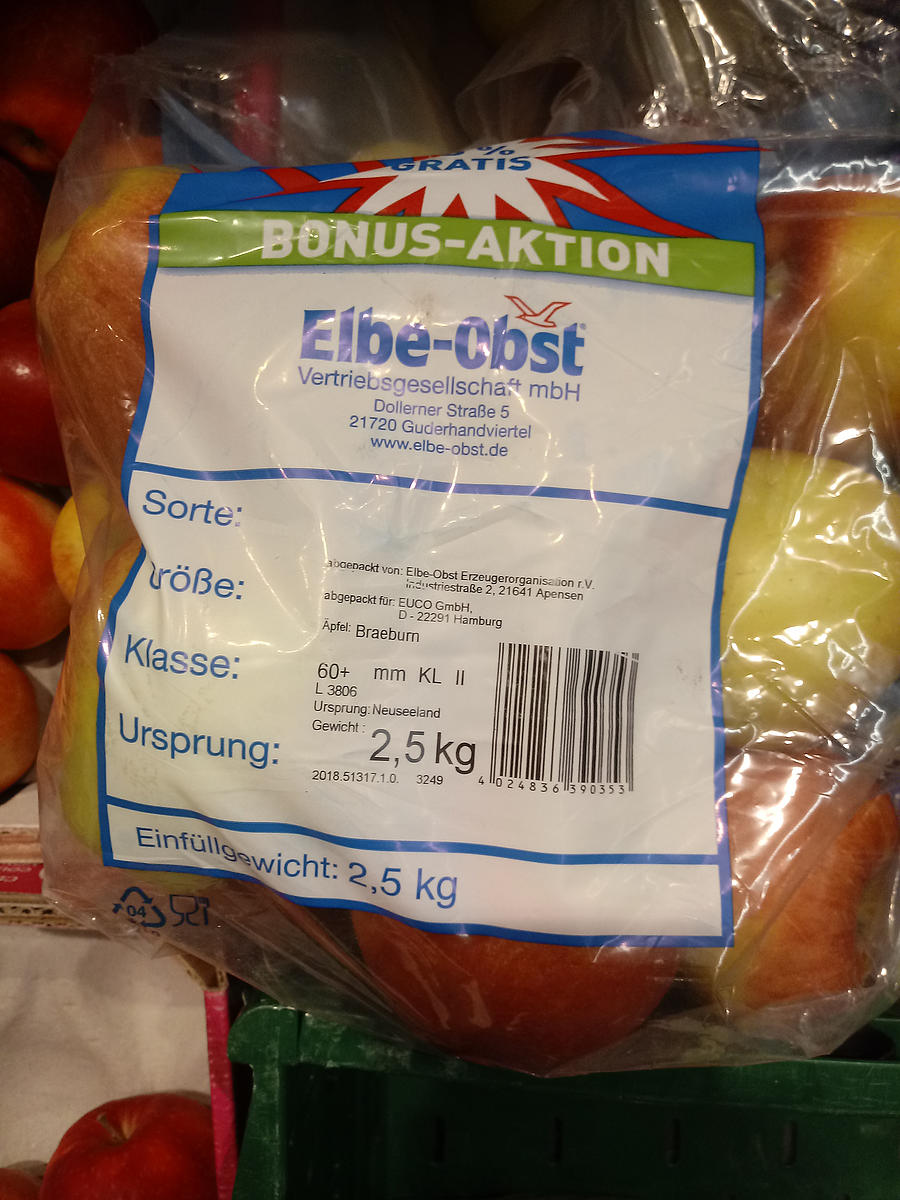 % 
GRATIS
BONUS-AKTION
Elbe-Obst
Vertriebsgesellschaft mbH
Dollerner Straße 5
21720 Guderhandviertel
www.elbe-obst.de
Sorte:
röße:
Klasse:
Ursprung:
abgepackt von: Elbe-Obst Erzeugerorganisation r.V.
Industriestraße 2, 21641 Apensen
abgepackt für: EUCO GmbH,
D - 22291 Hamburg
Äpfel: Braeburn
60+ mm KL II
L 3806
Ursprung: Neuseeland
Gewicht : 2,5 kg
2018.51317.1.0. 3249
4 024836 390353
Einfüllgewicht: 2,5 kg
04